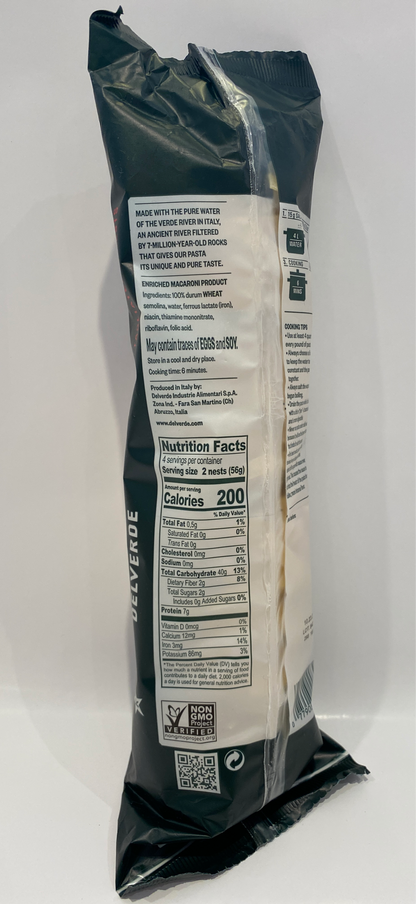 MADE WITH THE PURE WATER
OF THE VERDE RIVER IN ITALY,
AN ANCIENT RIVER FILTERED
BY 7-MILLION-YEAR-OLD ROCKS
THAT GIVES OUR PASTA
ITS UNIQUE AND PURE TASTE.
ENRICHED MACARONI PRODUCT
Ingredients: 100% durum WHEAT
semolina, water, ferrous lactate (iron),
niacin, thiamine mononitrate,
riboflavin, folic acid.
May contain traces of EGGS and SOY.
Store in a cool and dry place.
Cooking time: 6 minutes.
Produced in Italy by:
Delverde Industrie Alimentari S.p.A.
Zona Ind. - Fara San Martino (Ch)
Abruzzo, Italia
www.delverde.com
Nutrition Facts
4 servings per container
Serving size 2 nests (56g)
Amount per serving
Calories 200
% Daily Value*
Total Fat 0,5g 1%
Saturated Fat 0g 0%
Trans Fat 0g
Cholesterol 0mg 0%
Sodium 0mg 0%
Total Carbohydrate 40g 13%
Dietary Fiber 2g 8%
Total Sugars 2g
Includes 0g Added Sugars 0%
Protein 7g
Vitamin D 0mcg 0%
Calcium 12mg 1%
Iron 3mg 14%
Potassium 86mg 3%
*The Percent Daily Value (DV) tells you
how much a nutrient in a serving of food
contributes to a daily diet. 2,000 calories
a day is used for general nutrition advice.
NON
GMO
Project
VERIFIED
nongmoproject.org
DELVERDE
4 L
WATER
COOKING
6
MINS
COOKING TIPS